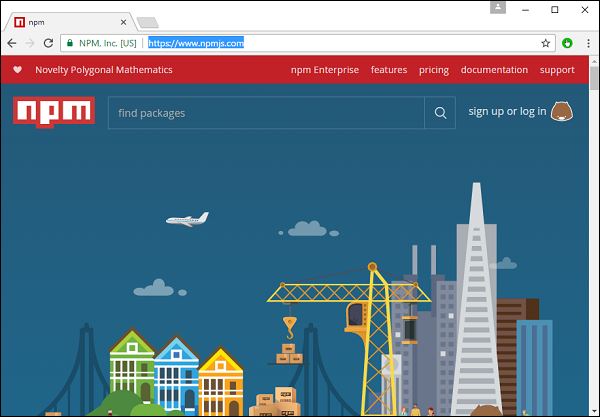 npm
NPM, Inc. [US] https://www.npmjs.com
Novelty Polygonal Mathematics npm Enterprise features pricing documentation support
npm find packages sign up or log in